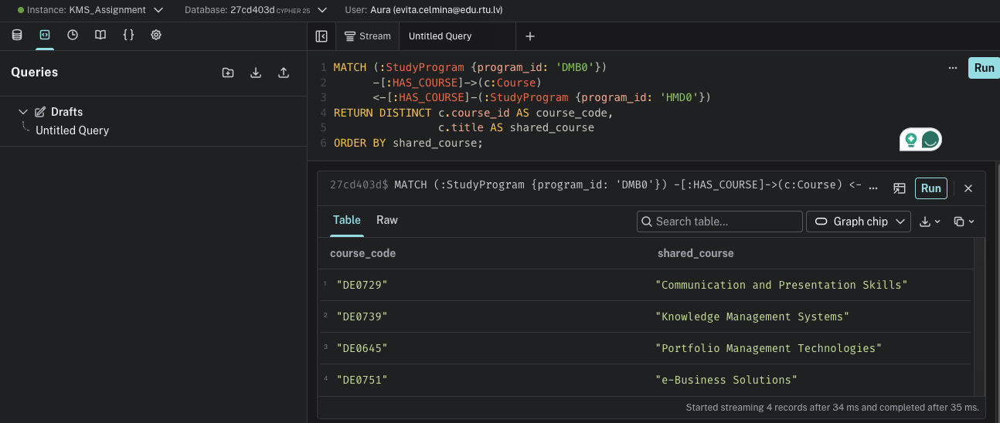 Instance: KMS_Assignment
Database: 27cd403d CYPHER 25
User: Aura (evita.celmina@edu.rtu.lv)
Queries
Drafts
Untitled Query
Stream
Untitled Query
1 MATCH (:StudyProgram {program_id: 'DMB0'})
2 -[:HAS_COURSE]->(c:Course)
3 <-[:HAS_COURSE]-(:StudyProgram {program_id: 'HMD0'})
4 RETURN DISTINCT c.course_id AS course_code,
5 c.title AS shared_course
6 ORDER BY shared_course;
... Run
27cd403d$ MATCH (:StudyProgram {program_id: 'DMB0'}) -[:HAS_COURSE]->(c:Course) <- ... Run
Table Raw
Search table...
Graph chip
course_code shared_course
1 "DE0729" "Communication and Presentation Skills"
2 "DE0739" "Knowledge Management Systems"
3 "DE0645" "Portfolio Management Technologies"
4 "DE0751" "e-Business Solutions"
Started streaming 4 records after 34 ms and completed after 35 ms.